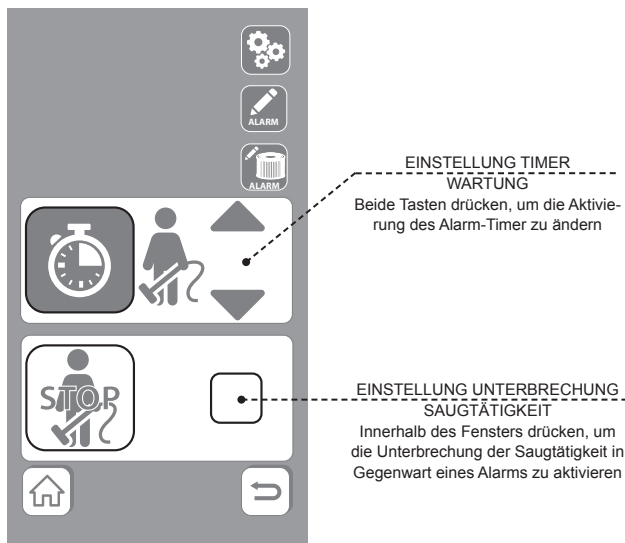 ALARM
ALARM
EINSTELLUNG TIMER
WARTUNG
Beide Tasten drücken, um die Aktivie-
rung des Alarm-Timer zu ändern
STOP
EINSTELLUNG UNTERBRECHUNG
SAUGTÄTIGKEIT
Innerhalb des Fensters drücken, um
die Unterbrechung der Saugtätigkeit in
Gegenwart eines Alarms zu aktivieren